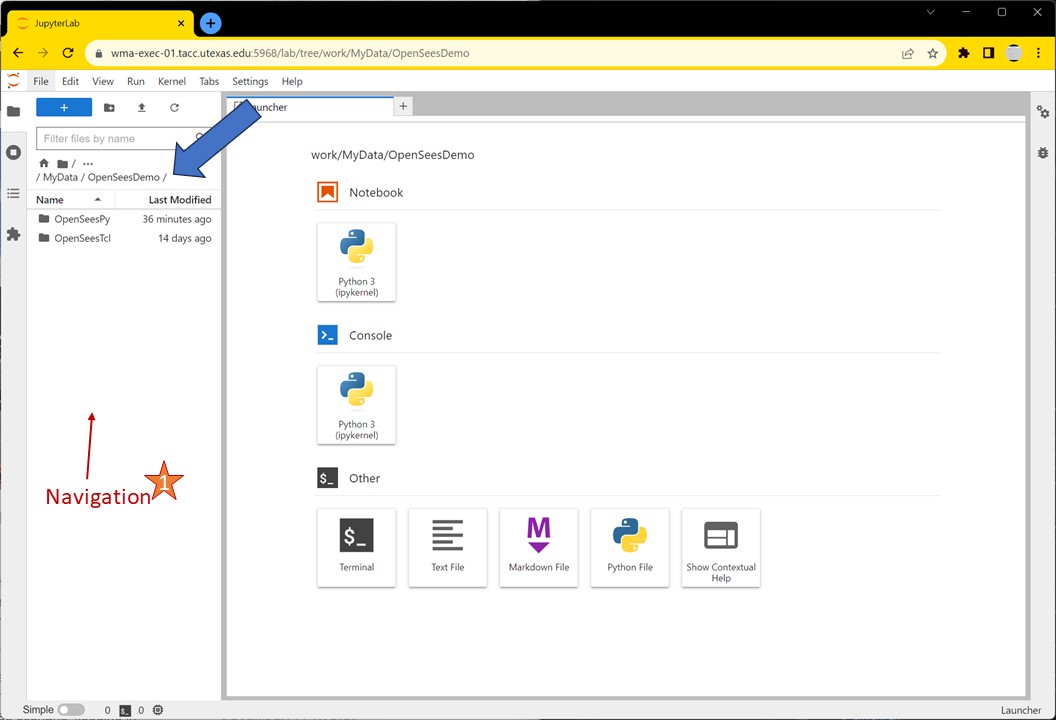 JupyterLab
wma-exec-01.tacc.utexas.edu:5968/lab/tree/work/MyData/OpenSeesDemo
File Edit View Run Kernel Tabs Settings Help
Launcher
Filter files by name
/ ...
/ MyData / OpenSeesDemo /
Name Last Modified
OpenSeesPy 36 minutes ago
OpenSeesTcl 14 days ago
Navigation 1
work/MyData/OpenSeesDemo
Notebook
Python 3
(ipykernel)
Console
Python 3
(ipykernel)
$_ Other
$_
M
Terminal Text File Markdown File Python File Show Contextual
Help
Simple 0 $_ 0 Launcher